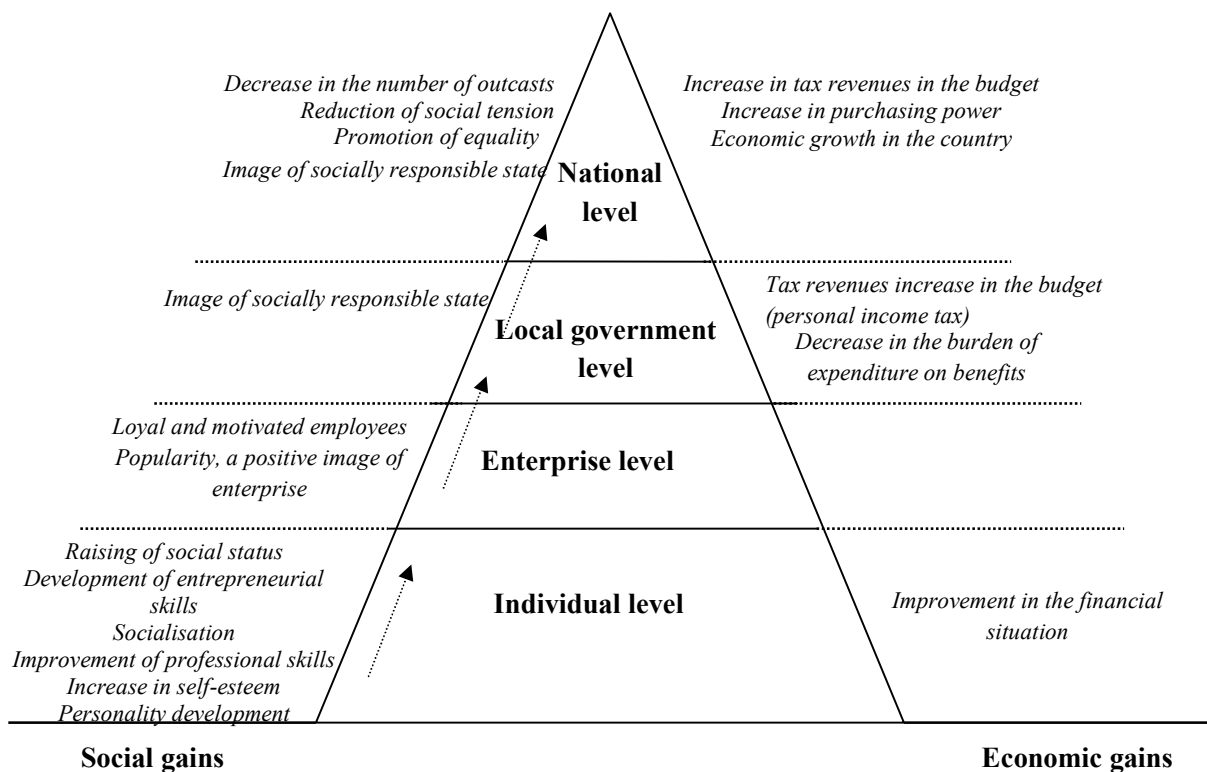 Decrease in the number of outcasts
Reduction of social tension
Promotion of equality
Image of socially responsible state
Increase in tax revenues in the budget
Increase in purchasing power
Economic growth in the country
National
level
Image of socially responsible state
Local government
level
Tax revenues increase in the budget
(personal income tax)
Decrease in the burden of
expenditure on benefits
Loyal and motivated employees
Popularity, a positive image of
enterprise
Enterprise level
Raising of social status
Development of entrepreneurial
skills
Socialisation
Improvement of professional skills
Increase in self-esteem
Personality development
Individual level
Improvement in the financial
situation
Social gains
Economic gains